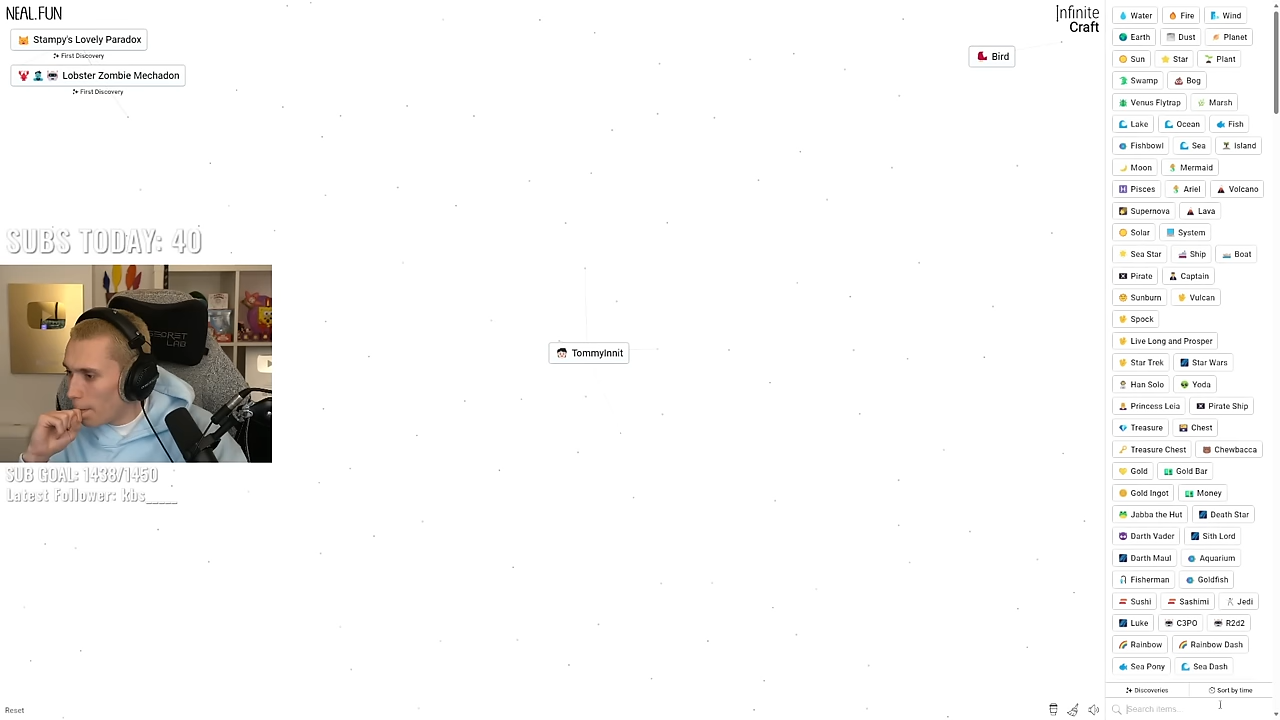 NEAL.FUN
Stampy's Lovely Paradox
First Discovery
Lobster Zombie Mechadon
First Discovery
SUBS TODAY: 40
SECRET LAB
SUB GOAL: 1438/1450
Latest Follower: kbs_____
Reset
TommyInnit
Bird
Infinite
Craft
Water Fire Wind
Earth Dust Planet
Sun Star Plant
Swamp Bog
Venus Flytrap Marsh
Lake Ocean Fish
Fishbowl Sea Island
Moon Mermaid
Pisces Ariel Volcano
Supernova Lava
Solar System
Sea Star Ship Boat
Pirate Captain
Sunburn Vulcan
Spock
Live Long and Prosper
Star Trek Star Wars
Han Solo Yoda
Princess Leia Pirate Ship
Treasure Chest
Treasure Chest Chewbacca
Gold Gold Bar
Gold Ingot Money
Jabba the Hut Death Star
Darth Vader Sith Lord
Darth Maul Aquarium
Fisherman Goldfish
Sushi Sashimi Jedi
Luke C3PO R2d2
Rainbow Rainbow Dash
Sea Pony Sea Dash
Discoveries Sort by time
Search items...